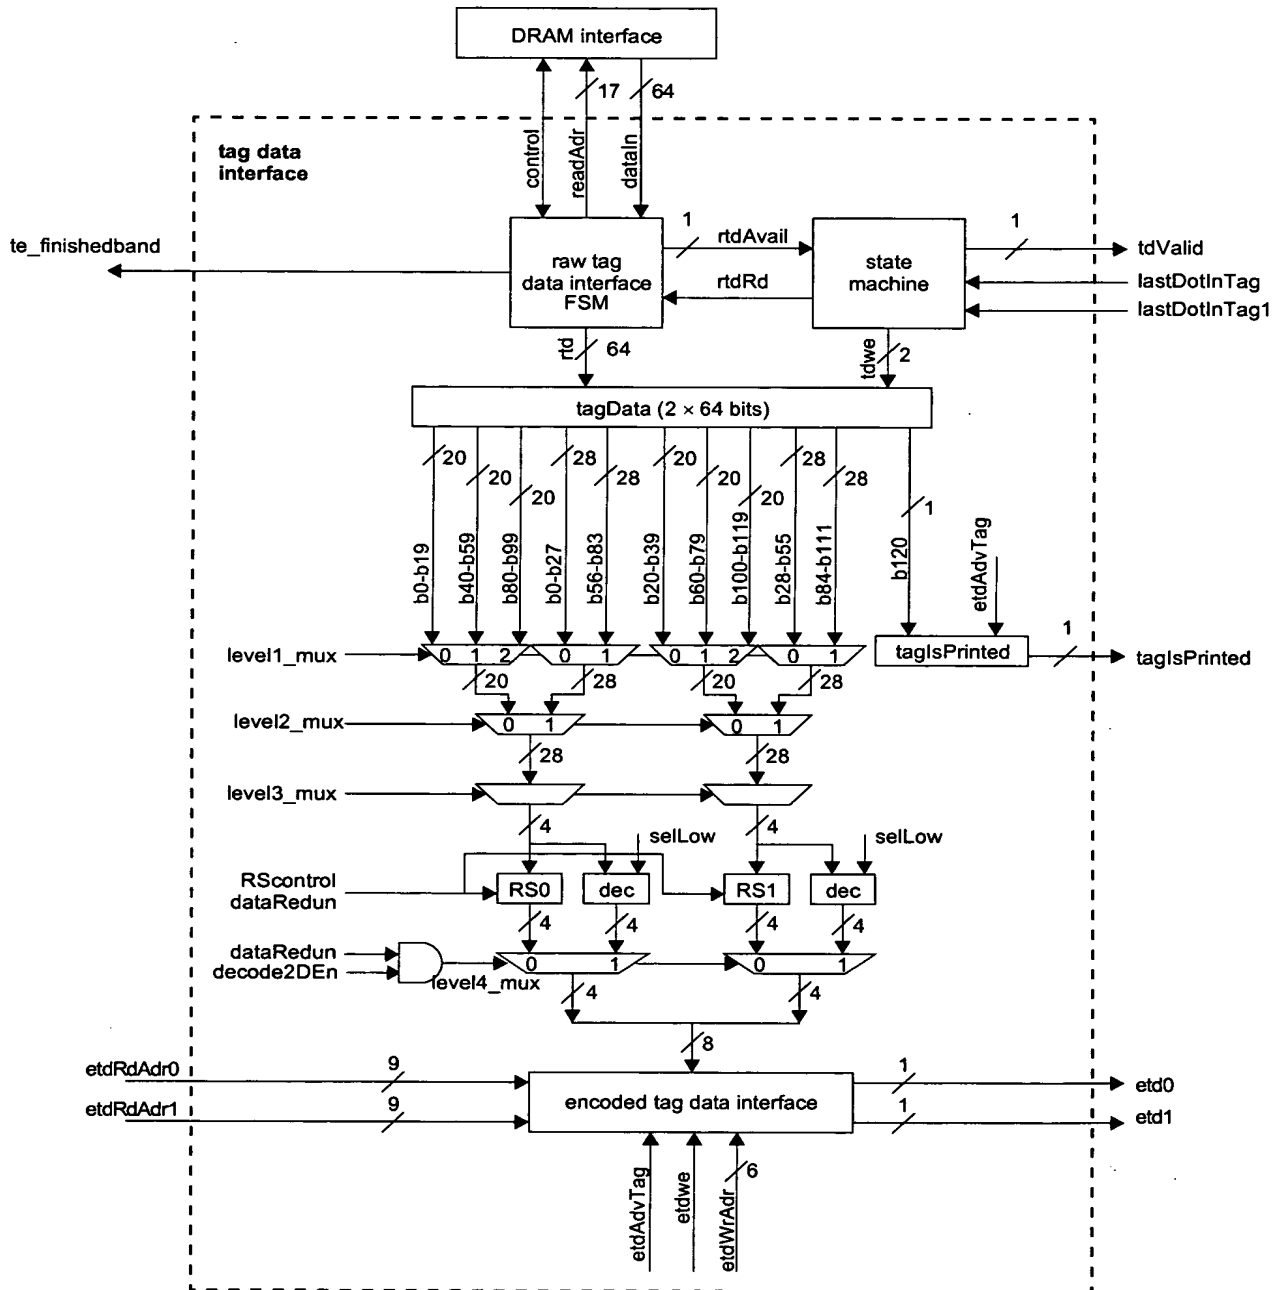 DRAM interface
17
64
control
readAdr
dataIn
tag data
interface
te_finishedband
raw tag
data interface
FSM
1
rtdAvail
rtdRd
state
machine
1
tdValid
lastDotInTag
lastDotInTag1
rtd
64
tdwe
2
tagData (2 × 64 bits)
20
20
20
28
28
20
20
20
28
28
1
b0-b19
b40-b59
b80-b99
b0-b27
b56-b83
b20-b39
b60-b79
b100-b119
b28-b55
b84-b111
b120
etdAdvTag
level1_mux
0 1 2
0 1
0 1 2
0 1
tagIsPrinted
1
tagIsPrinted
20
28
20
28
level2_mux
0 1
0 1
28
28
level3_mux
4
4
selLow
selLow
RScontrol
dataRedun
RS0
dec
RS1
dec
4
4
4
4
dataRedun
decode2DEn
level4_mux
0 1
0 1
4
4
8
etdRdAdr0
9
etdRdAdr1
9
encoded tag data interface
1
etd0
1
etd1
etdAdvTag
etdwe
etdWrAdr
6